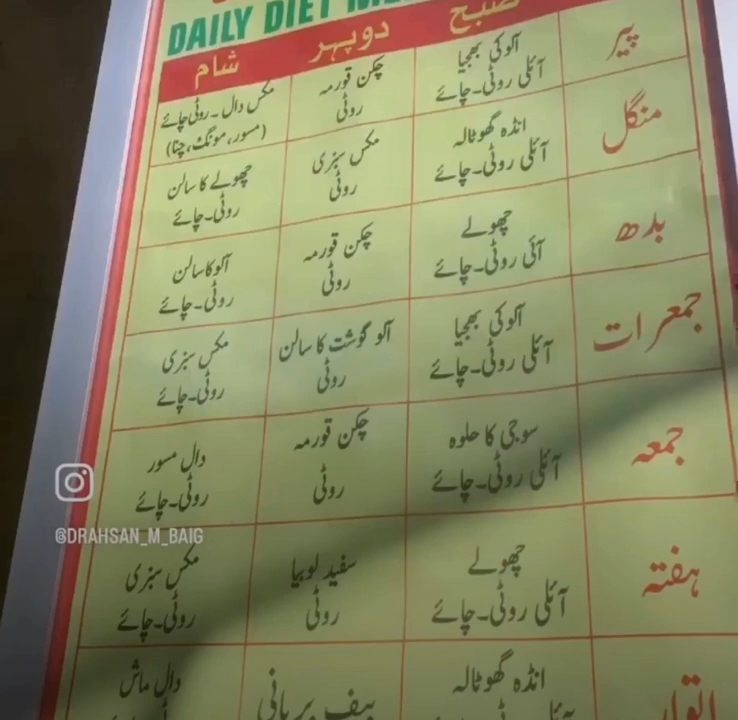 DAILY DIET
صبح
دوپہر
شام
پیر
آلو کی بھجیا
آئلی روٹی۔چائے
چکن قورمہ
روٹی
مکس دال ۔ روٹی چائے
(مسور، مونگ، چنا)
منگل
انڈہ گھوٹالہ
آئلی روٹی۔چائے
مکس سبزی
روٹی
چھولے کا سالن
روٹی۔چائے
بدھ
چھولے
آئی روٹی۔چائے
چکن قورمہ
روٹی
آلو کا سالن
روٹی۔چائے
جمعرات
آلو کی بھجیا
آئلی روٹی۔چائے
آلو گوشت کا سالن
روٹی
مکس سبزی
روٹی۔چائے
جمعہ
سوجی کا حلوہ
آئلی روٹی۔چائے
چکن قورمہ
روٹی
دال مسور
روٹی۔چائے
ہفتہ
چھولے
آئلی روٹی۔چائے
سفید لوبیا
روٹی
مکس سبزی
روٹی۔چائے
اتوار
انڈہ گھوٹالہ
بیف بریانی
دال ماش
@DRAHSAN_M_BAIG